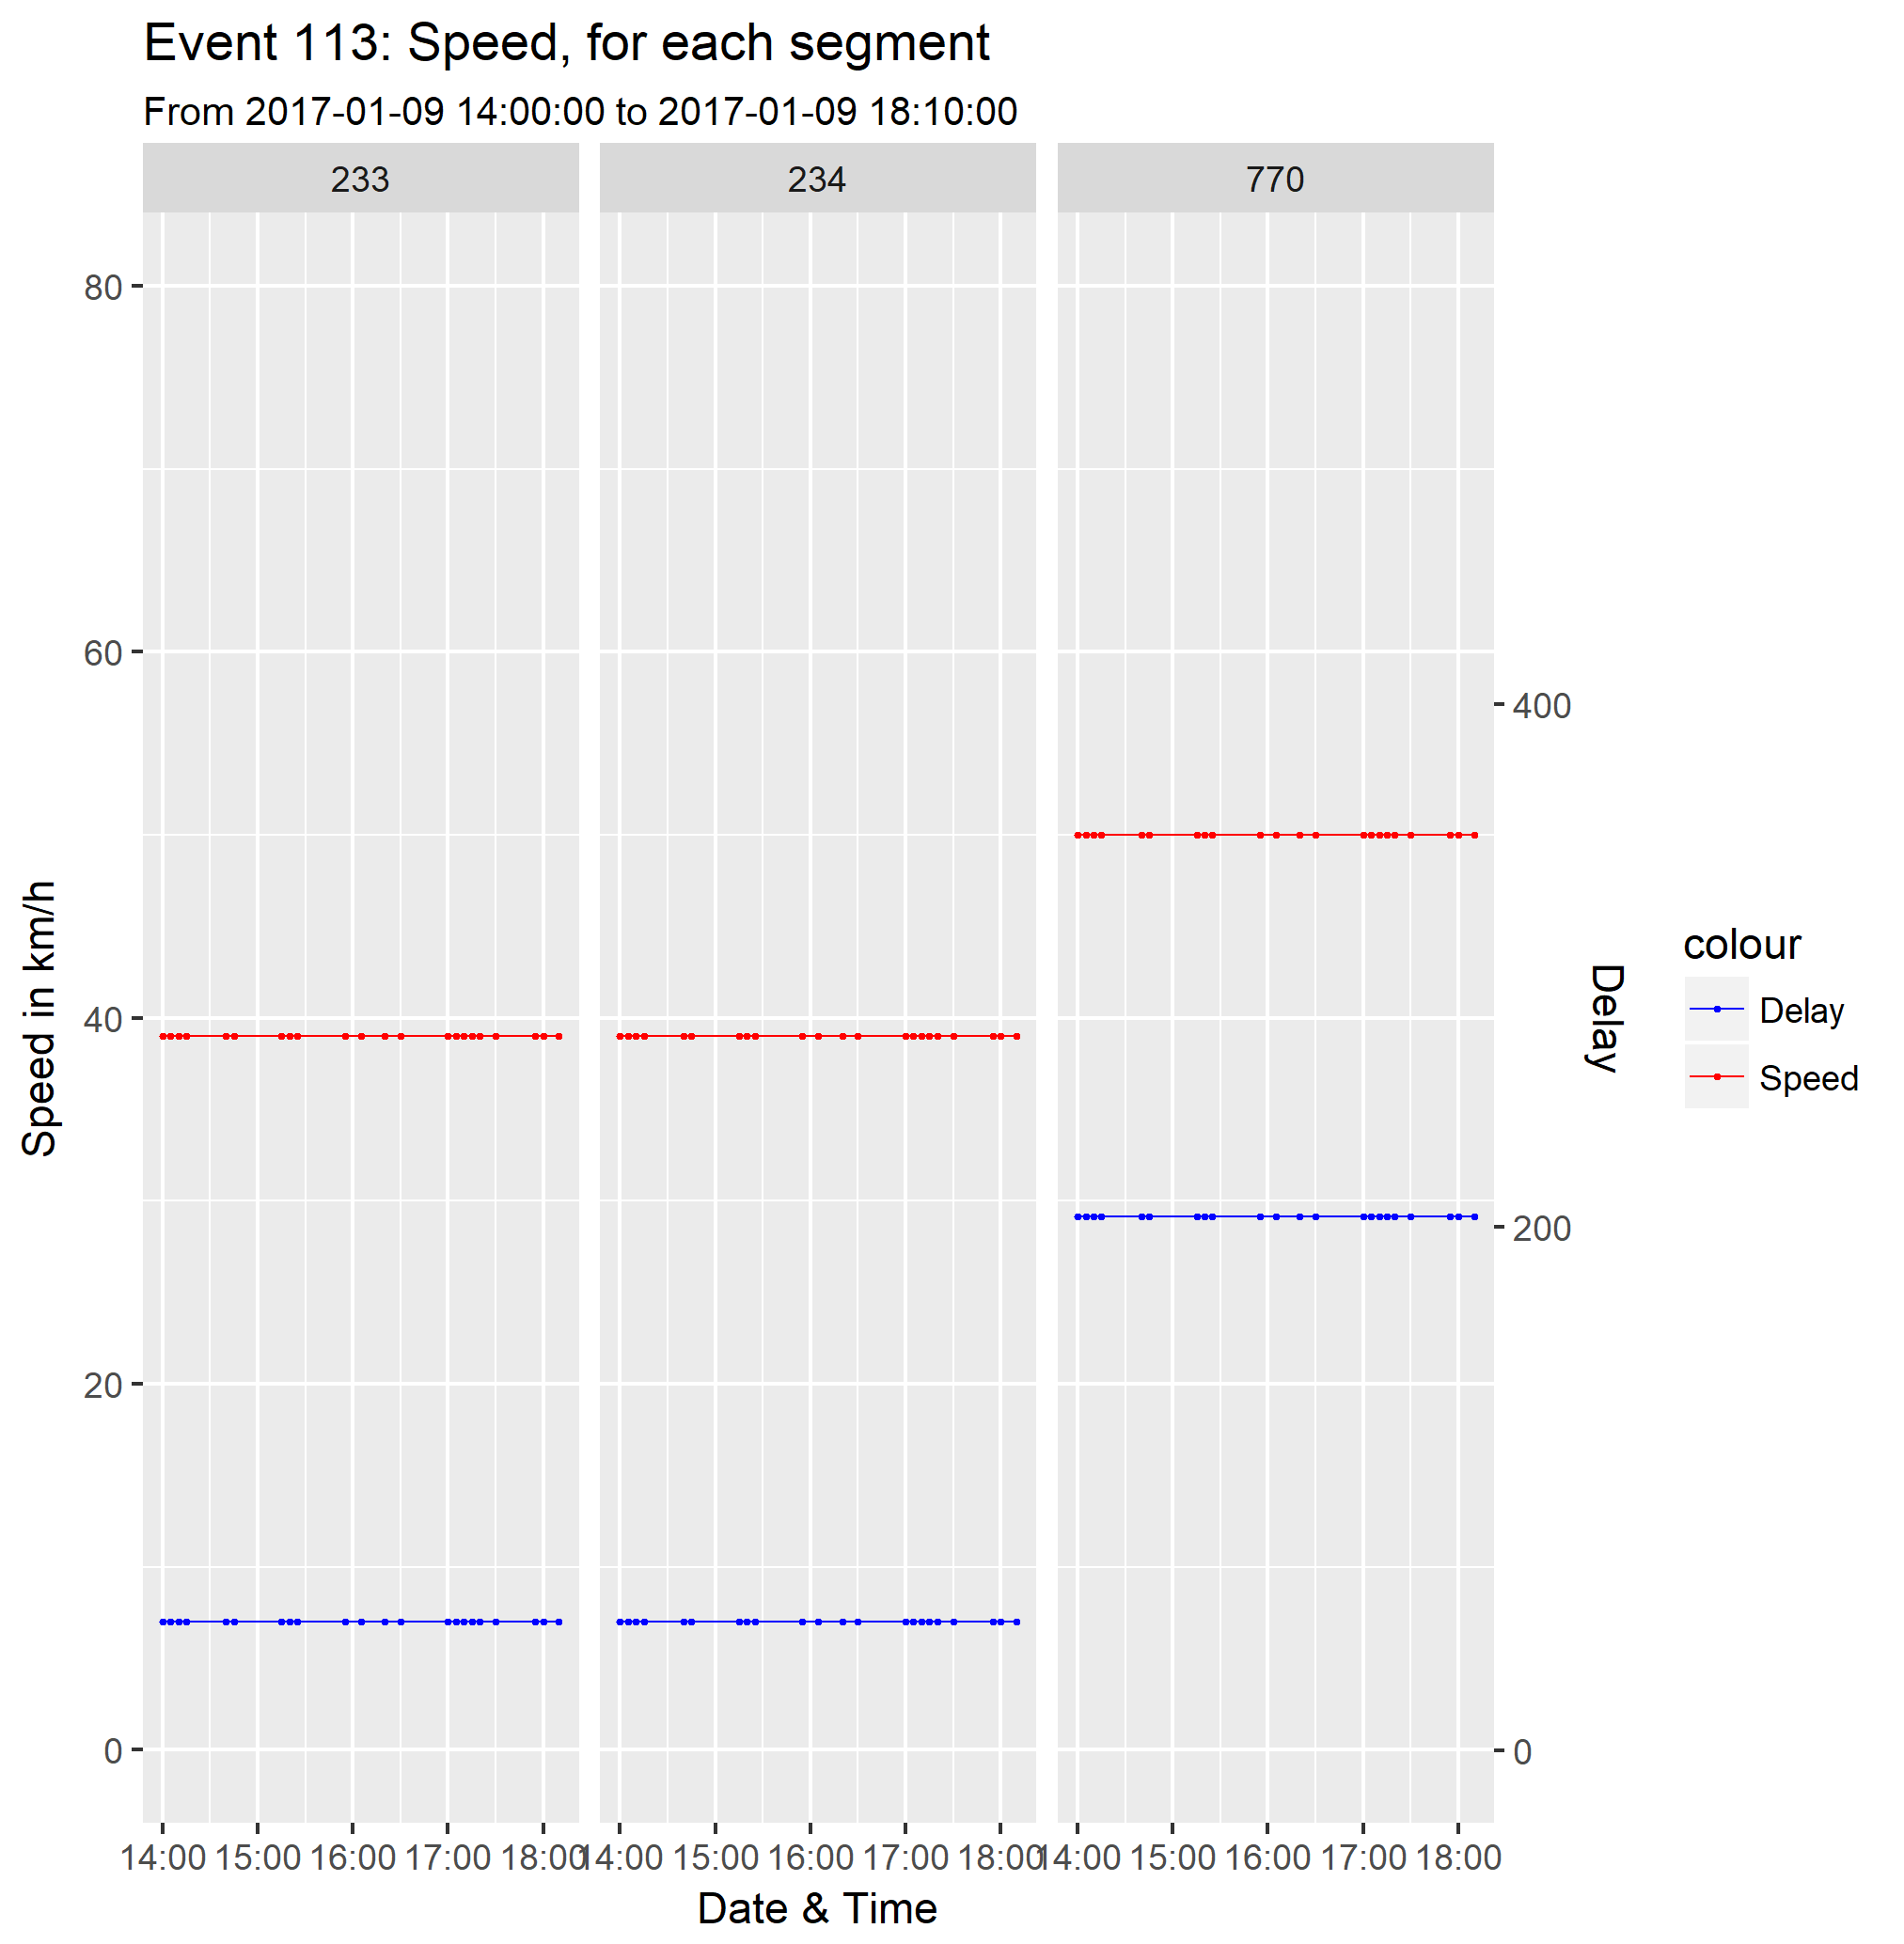 Event 113: Speed, for each segment
From 2017-01-09 14:00:00 to 2017-01-09 18:10:00
233 234 770
80
60
40
20
0
Speed in km/h
400
200
0
Delay
colour
Delay
Speed
14:00 15:00 16:00 17:00 18:00 14:00 15:00 16:00 17:00 18:00 14:00 15:00 16:00 17:00 18:00
Date & Time